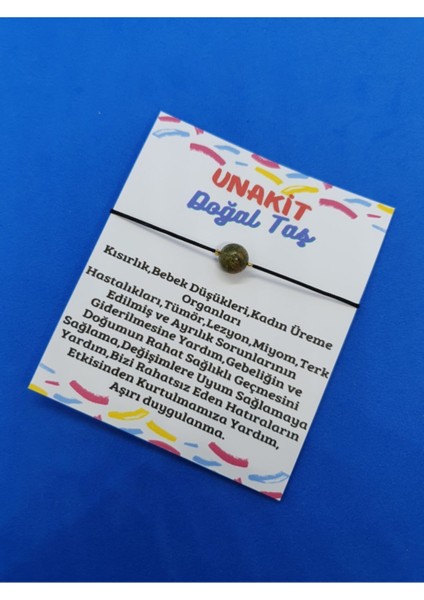 UNAKİT
Doğal Taş
Kısırlık,Bebek Düşükleri,Kadın Üreme
Organları
Hastalıkları,Tümör,Lezyon,Miyom,Terk
Edilmiş ve Ayrılık Sorunlarının
Giderilmesine Yardım,Gebeliğin ve
Doğumun Rahat Sağlıklı Geçmesini
Sağlama,Değişimlere Uyum Sağlamaya
Yardım,Bizi Rahatsız Eden Hatıraların
Etkisinden Kurtulmamıza Yardım,
Aşırı duygulanma.